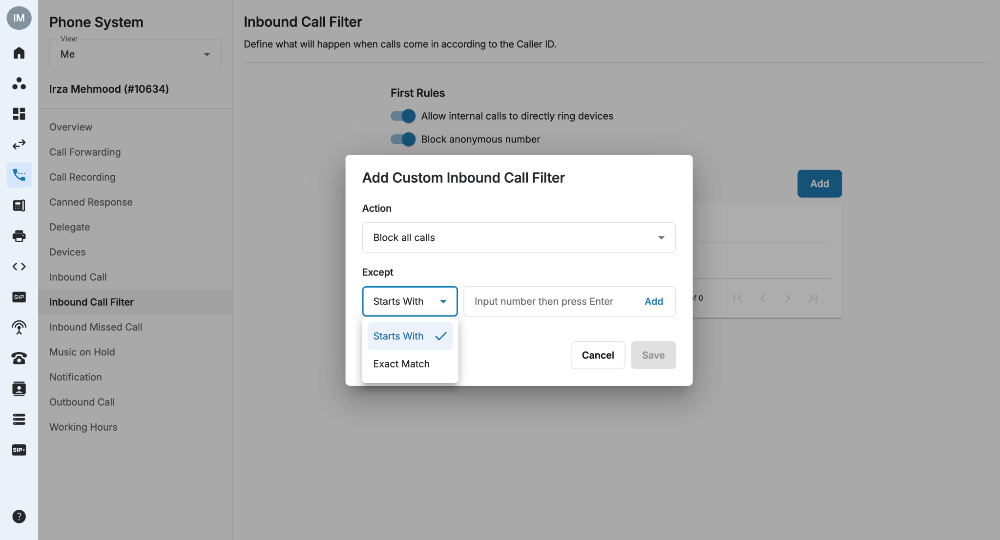 IM
Phone System
View
Me
Irza Mehmood (#10634)
Overview
Call Forwarding
Call Recording
Canned Response
Delegate
Devices
Inbound Call
Inbound Call Filter
Inbound Missed Call
Music on Hold
Notification
Outbound Call
Working Hours
SIP
SIP+
?
Inbound Call Filter
Define what will happen when calls come in according to the Caller ID.
First Rules
Allow internal calls to directly ring devices
Block anonymous number
Add
of 0
Add Custom Inbound Call Filter
Action
Block all calls
Except
Starts With
Input number then press Enter
Add
Starts With
Exact Match
Cancel
Save